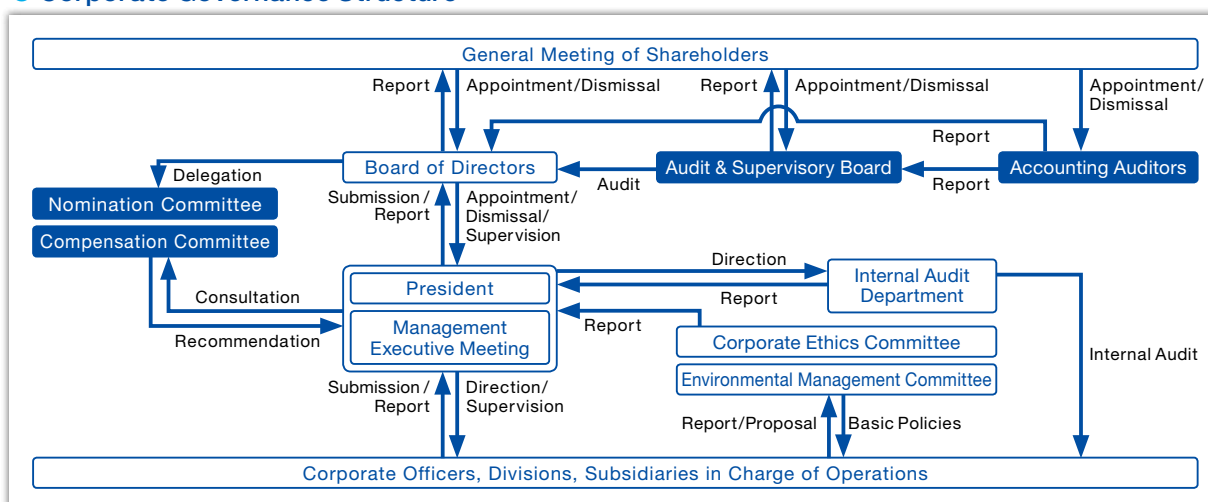 Corporate Governance Structure
General Meeting of Shareholders
Report
Appointment/Dismissal
Report
Appointment/Dismissal
Appointment/
Dismissal
Report
Board of Directors
Audit & Supervisory Board
Accounting Auditors
Delegation
Audit
Report
Nomination Committee
Submission /
Report
Appointment/
Dismissal/
Supervision
Compensation Committee
Direction
President
Internal Audit
Department
Consultation
Report
Management
Executive Meeting
Report
Recommendation
Corporate Ethics Committee
Internal Audit
Environmental Management Committee
Submission /
Report
Direction/
Supervision
Report/Proposal
Basic Policies
Corporate Officers, Divisions, Subsidiaries in Charge of Operations